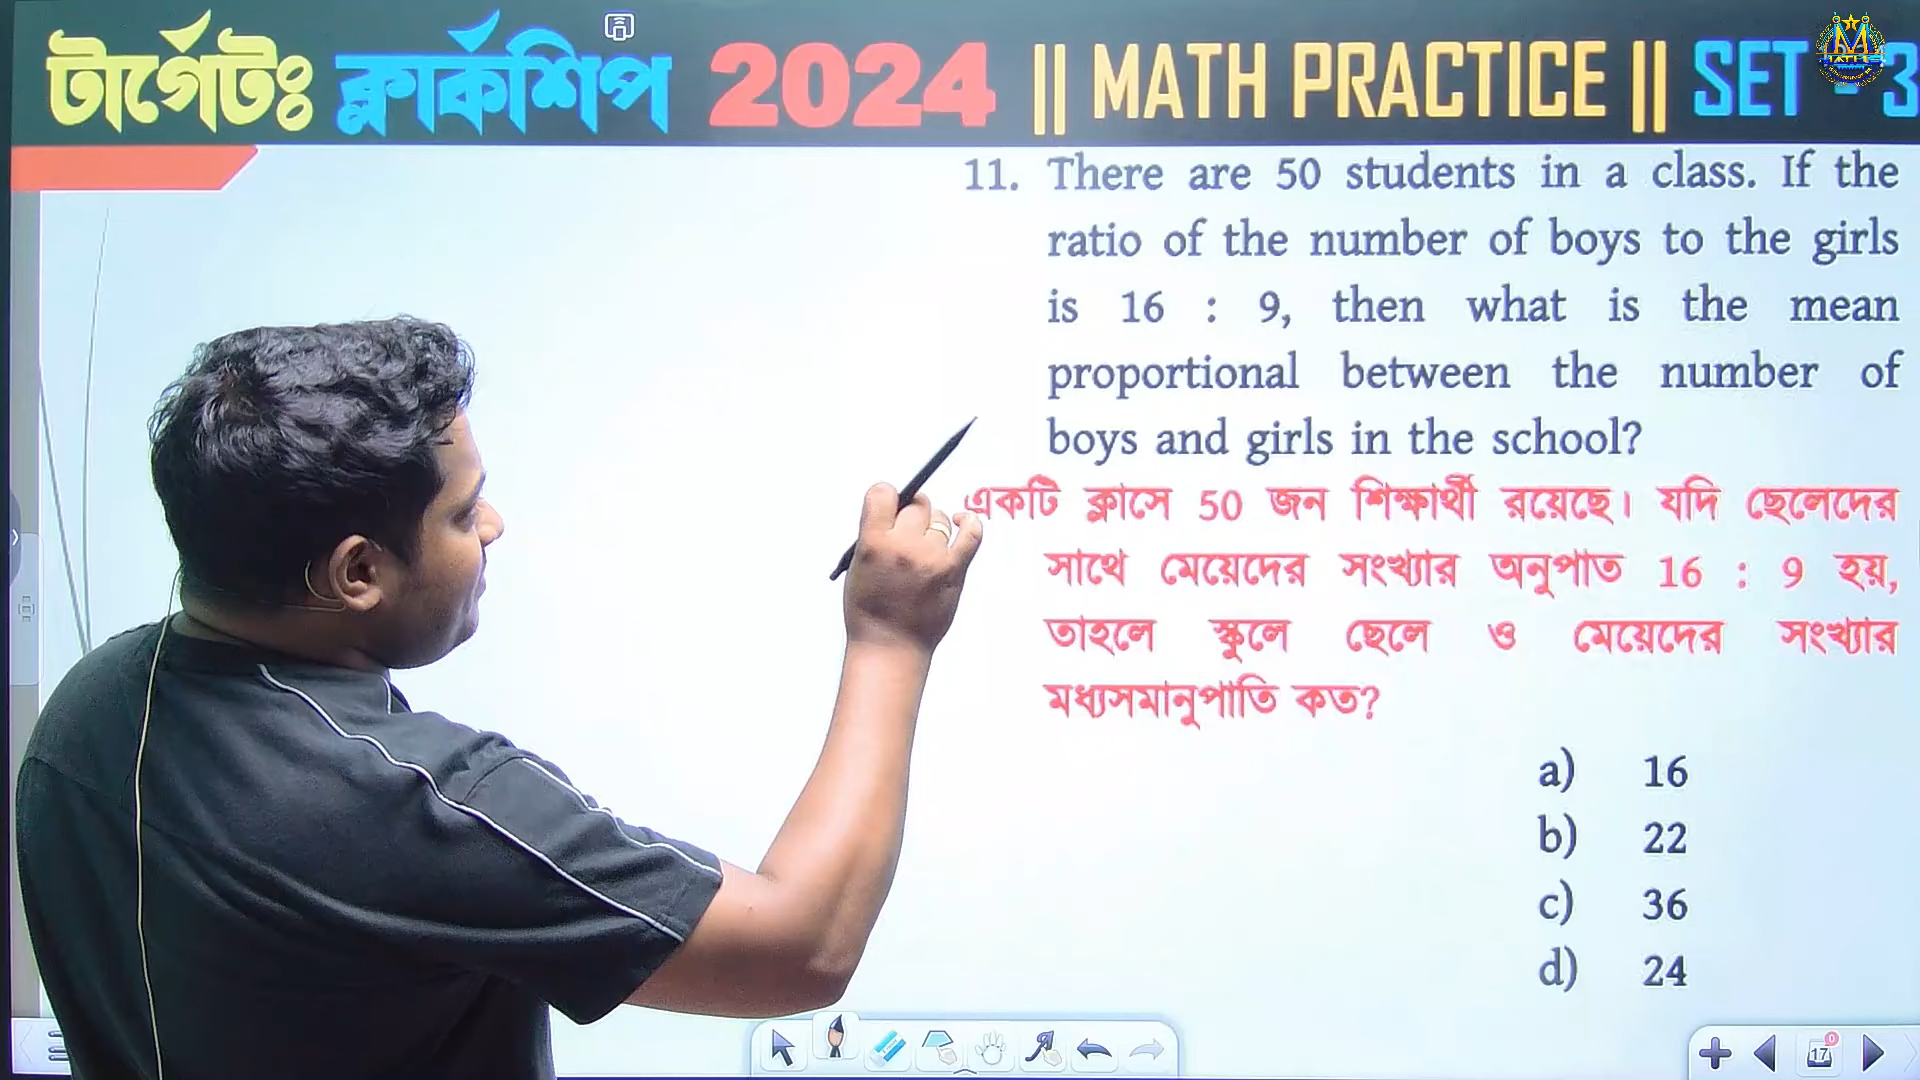 টার্গেটঃ ক্লার্কশিপ 2024 || MATH PRACTICE || SET - 3
11. There are 50 students in a class. If the
ratio of the number of boys to the girls
is 16 : 9, then what is the mean
proportional between the number of
boys and girls in the school?
একটি ক্লাসে 50 জন শিক্ষার্থী রয়েছে। যদি ছেলেদের
সাথে মেয়েদের সংখ্যার অনুপাত 16 : 9 হয়,
তাহলে স্কুলে ছেলে ও মেয়েদের সংখ্যার
মধ্যসমানুপাতি কত?
a) 16
b) 22
c) 36
d) 24
17